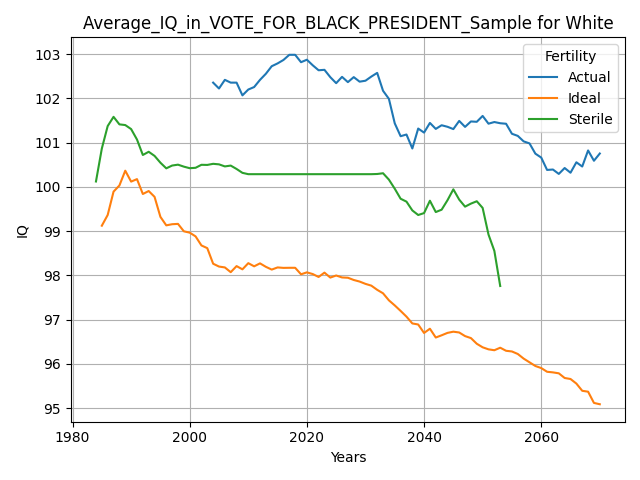 Average_IQ_in_VOTE_FOR_BLACK_PRESIDENT_Sample for White
Fertility
Actual
Ideal
Sterile
IQ
103
102
101
100
99
98
97
96
95
1980
2000
2020
2040
2060
Years